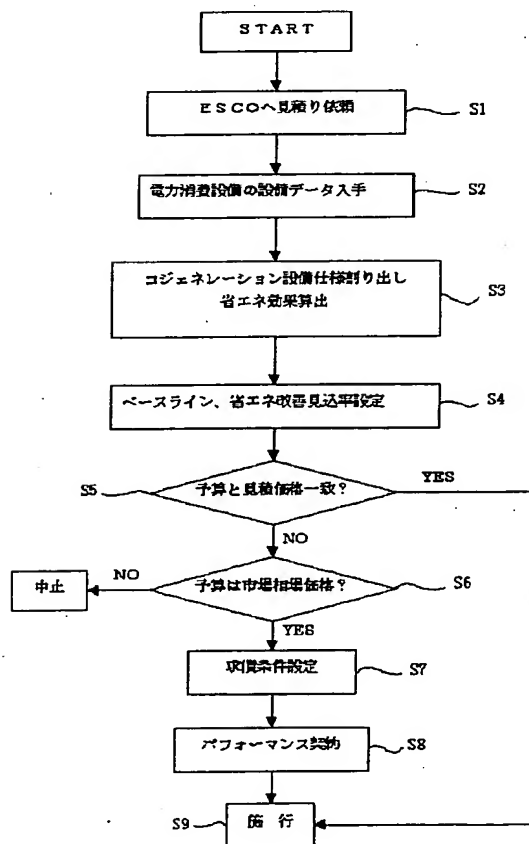 START
ESCOへ見積り依頼
S1
電力消費設備の設備データ入手
S2
コジェネレーション設備仕様割り出し
省エネ効果算出
S3
ベースライン、省エネ改善見込率設定
S4
S5
予算と見積価格一致？
YES
NO
中止
NO
予算は市場相場価格？
S6
YES
取償条件設定
S7
パフォーマンス契約
S8
S9
施 行